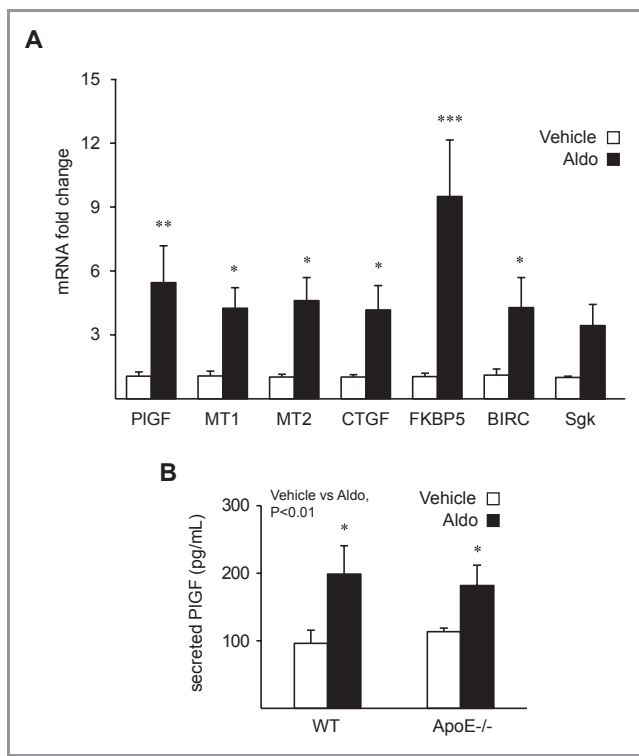 A
mRNA fold change
15
12
9
6
3
Vehicle
Aldo
**
*
*
*
***
*
PlGF MT1 MT2 CTGF FKBP5 BIRC Sgk
B
secreted PlGF (pg/mL)
300
200
100
Vehicle vs Aldo,
P<0.01
Vehicle
Aldo
*
*
WT ApoE-/-